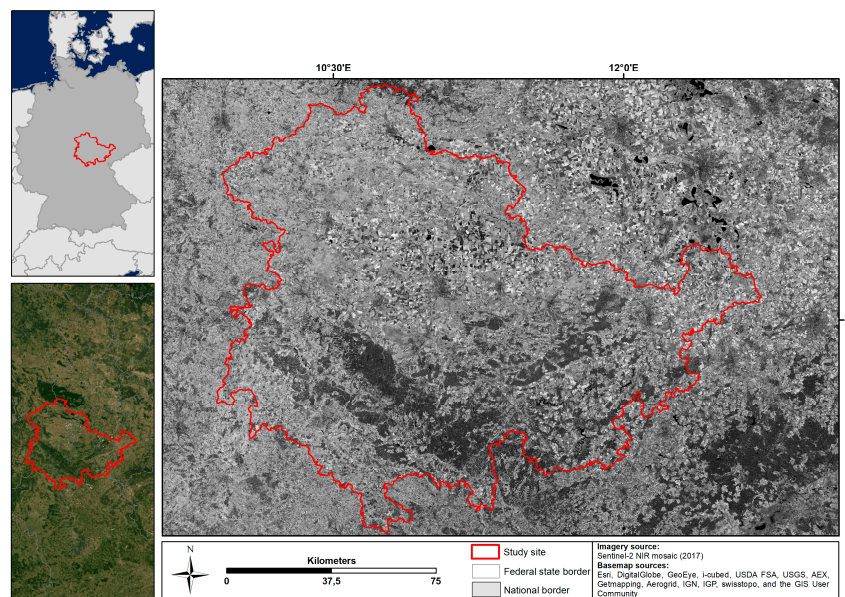 10°30'E
12°0'E
N
Kilometers
0
37,5
75
Study site
Federal state border
National border
Imagery source:
Sentinel-2 NIR mosaic (2017)
Basemap sources:
Esri, DigitalGlobe, GeoEye, i-cubed, USDA FSA, USGS, AEX,
Getmapping, Aerogrid, IGN, IGP, swisstopo, and the GIS User
Community